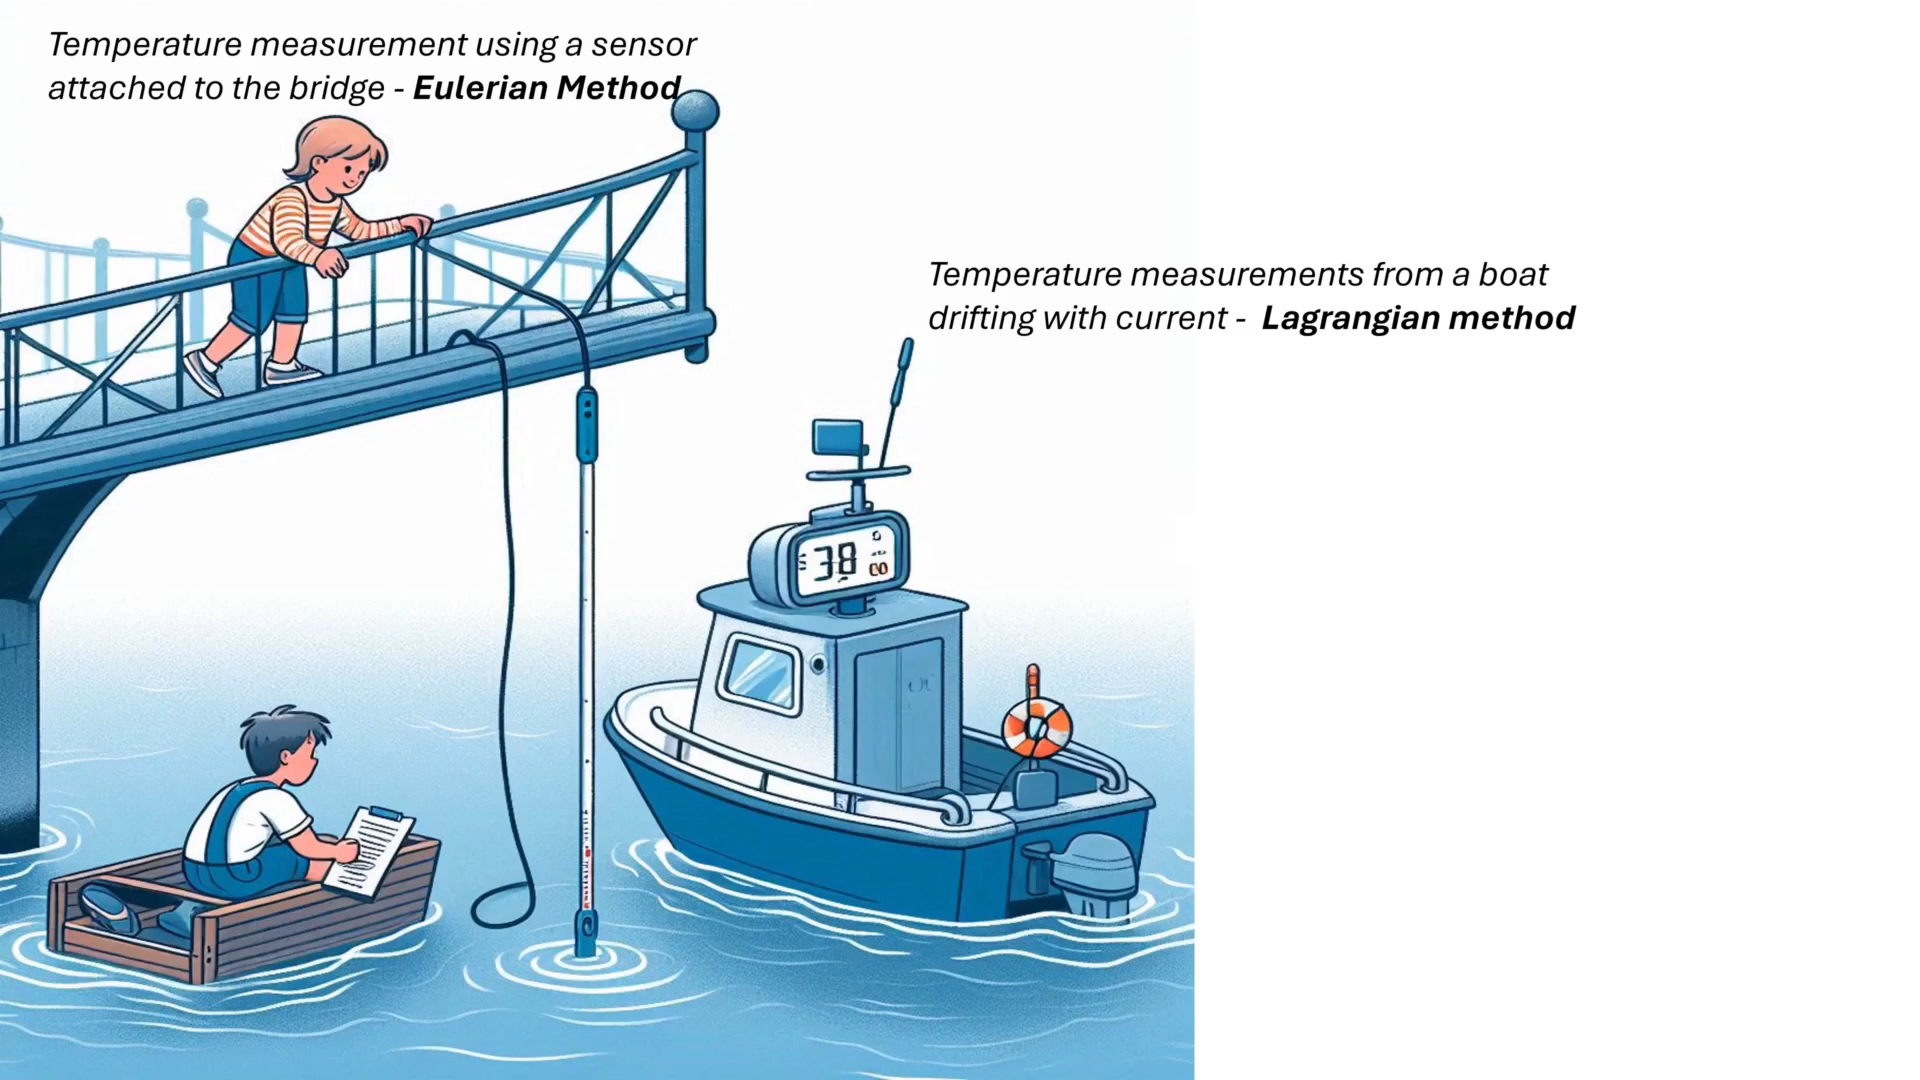 Temperature measurement using a sensor
attached to the bridge - Eulerian Method
Temperature measurements from a boat
drifting with current - Lagrangian method
38